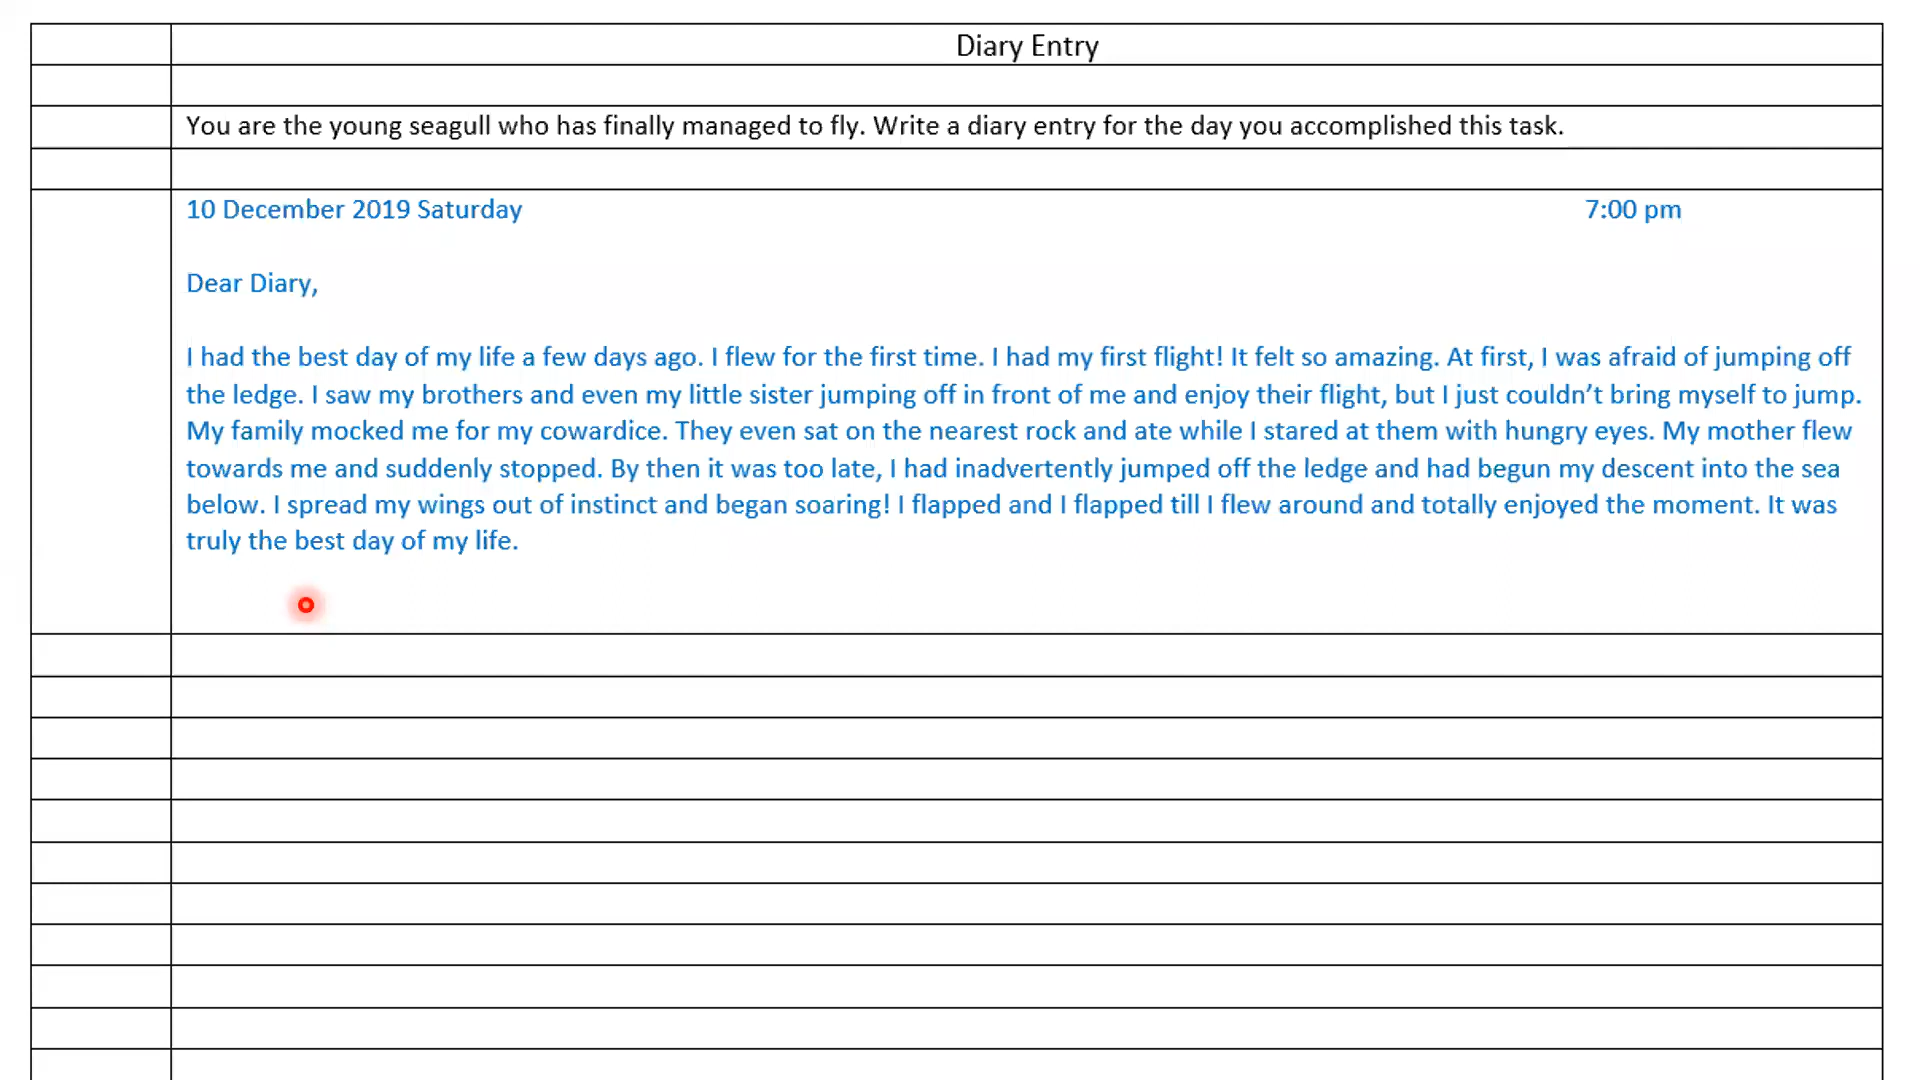 Diary Entry
You are the young seagull who has finally managed to fly. Write a diary entry for the day you accomplished this task.
10 December 2019 Saturday 7:00 pm
Dear Diary,
I had the best day of my life a few days ago. I flew for the first time. I had my first flight! It felt so amazing. At first, I was afraid of jumping off
the ledge. I saw my brothers and even my little sister jumping off in front of me and enjoy their flight, but I just couldn’t bring myself to jump.
My family mocked me for my cowardice. They even sat on the nearest rock and ate while I stared at them with hungry eyes. My mother flew
towards me and suddenly stopped. By then it was too late, I had inadvertently jumped off the ledge and had begun my descent into the sea
below. I spread my wings out of instinct and began soaring! I flapped and I flapped till I flew around and totally enjoyed the moment. It was
truly the best day of my life.